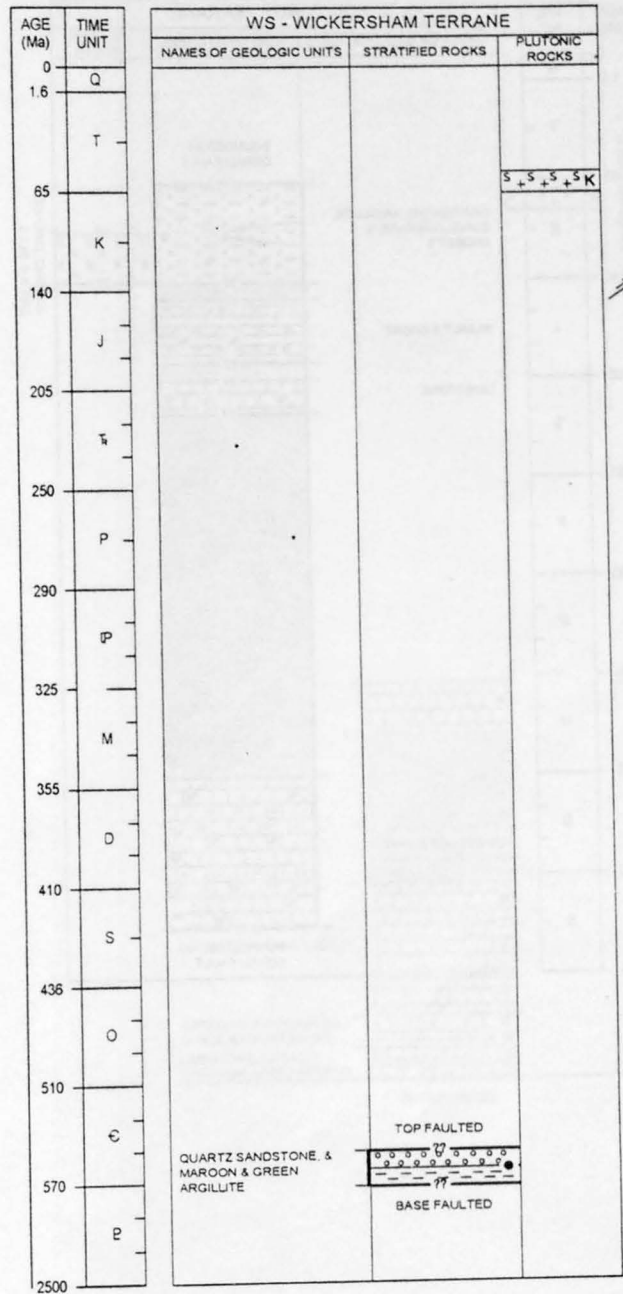 AGE (Ma)
TIME UNIT
WS - WICKERSHAM TERRANE
NAMES OF GEOLOGIC UNITS
STRATIFIED ROCKS
PLUTONIC ROCKS
0
Q
1.6
T
S + S + S + S K
65
K
140
J
205
Ћ
250
P
290
ℙ
325
M
355
D
410
S
436
O
510
Є
TOP FAULTED
??
QUARTZ SANDSTONE, &
MAROON & GREEN
ARGILLITE
??
570
BASE FAULTED
2500